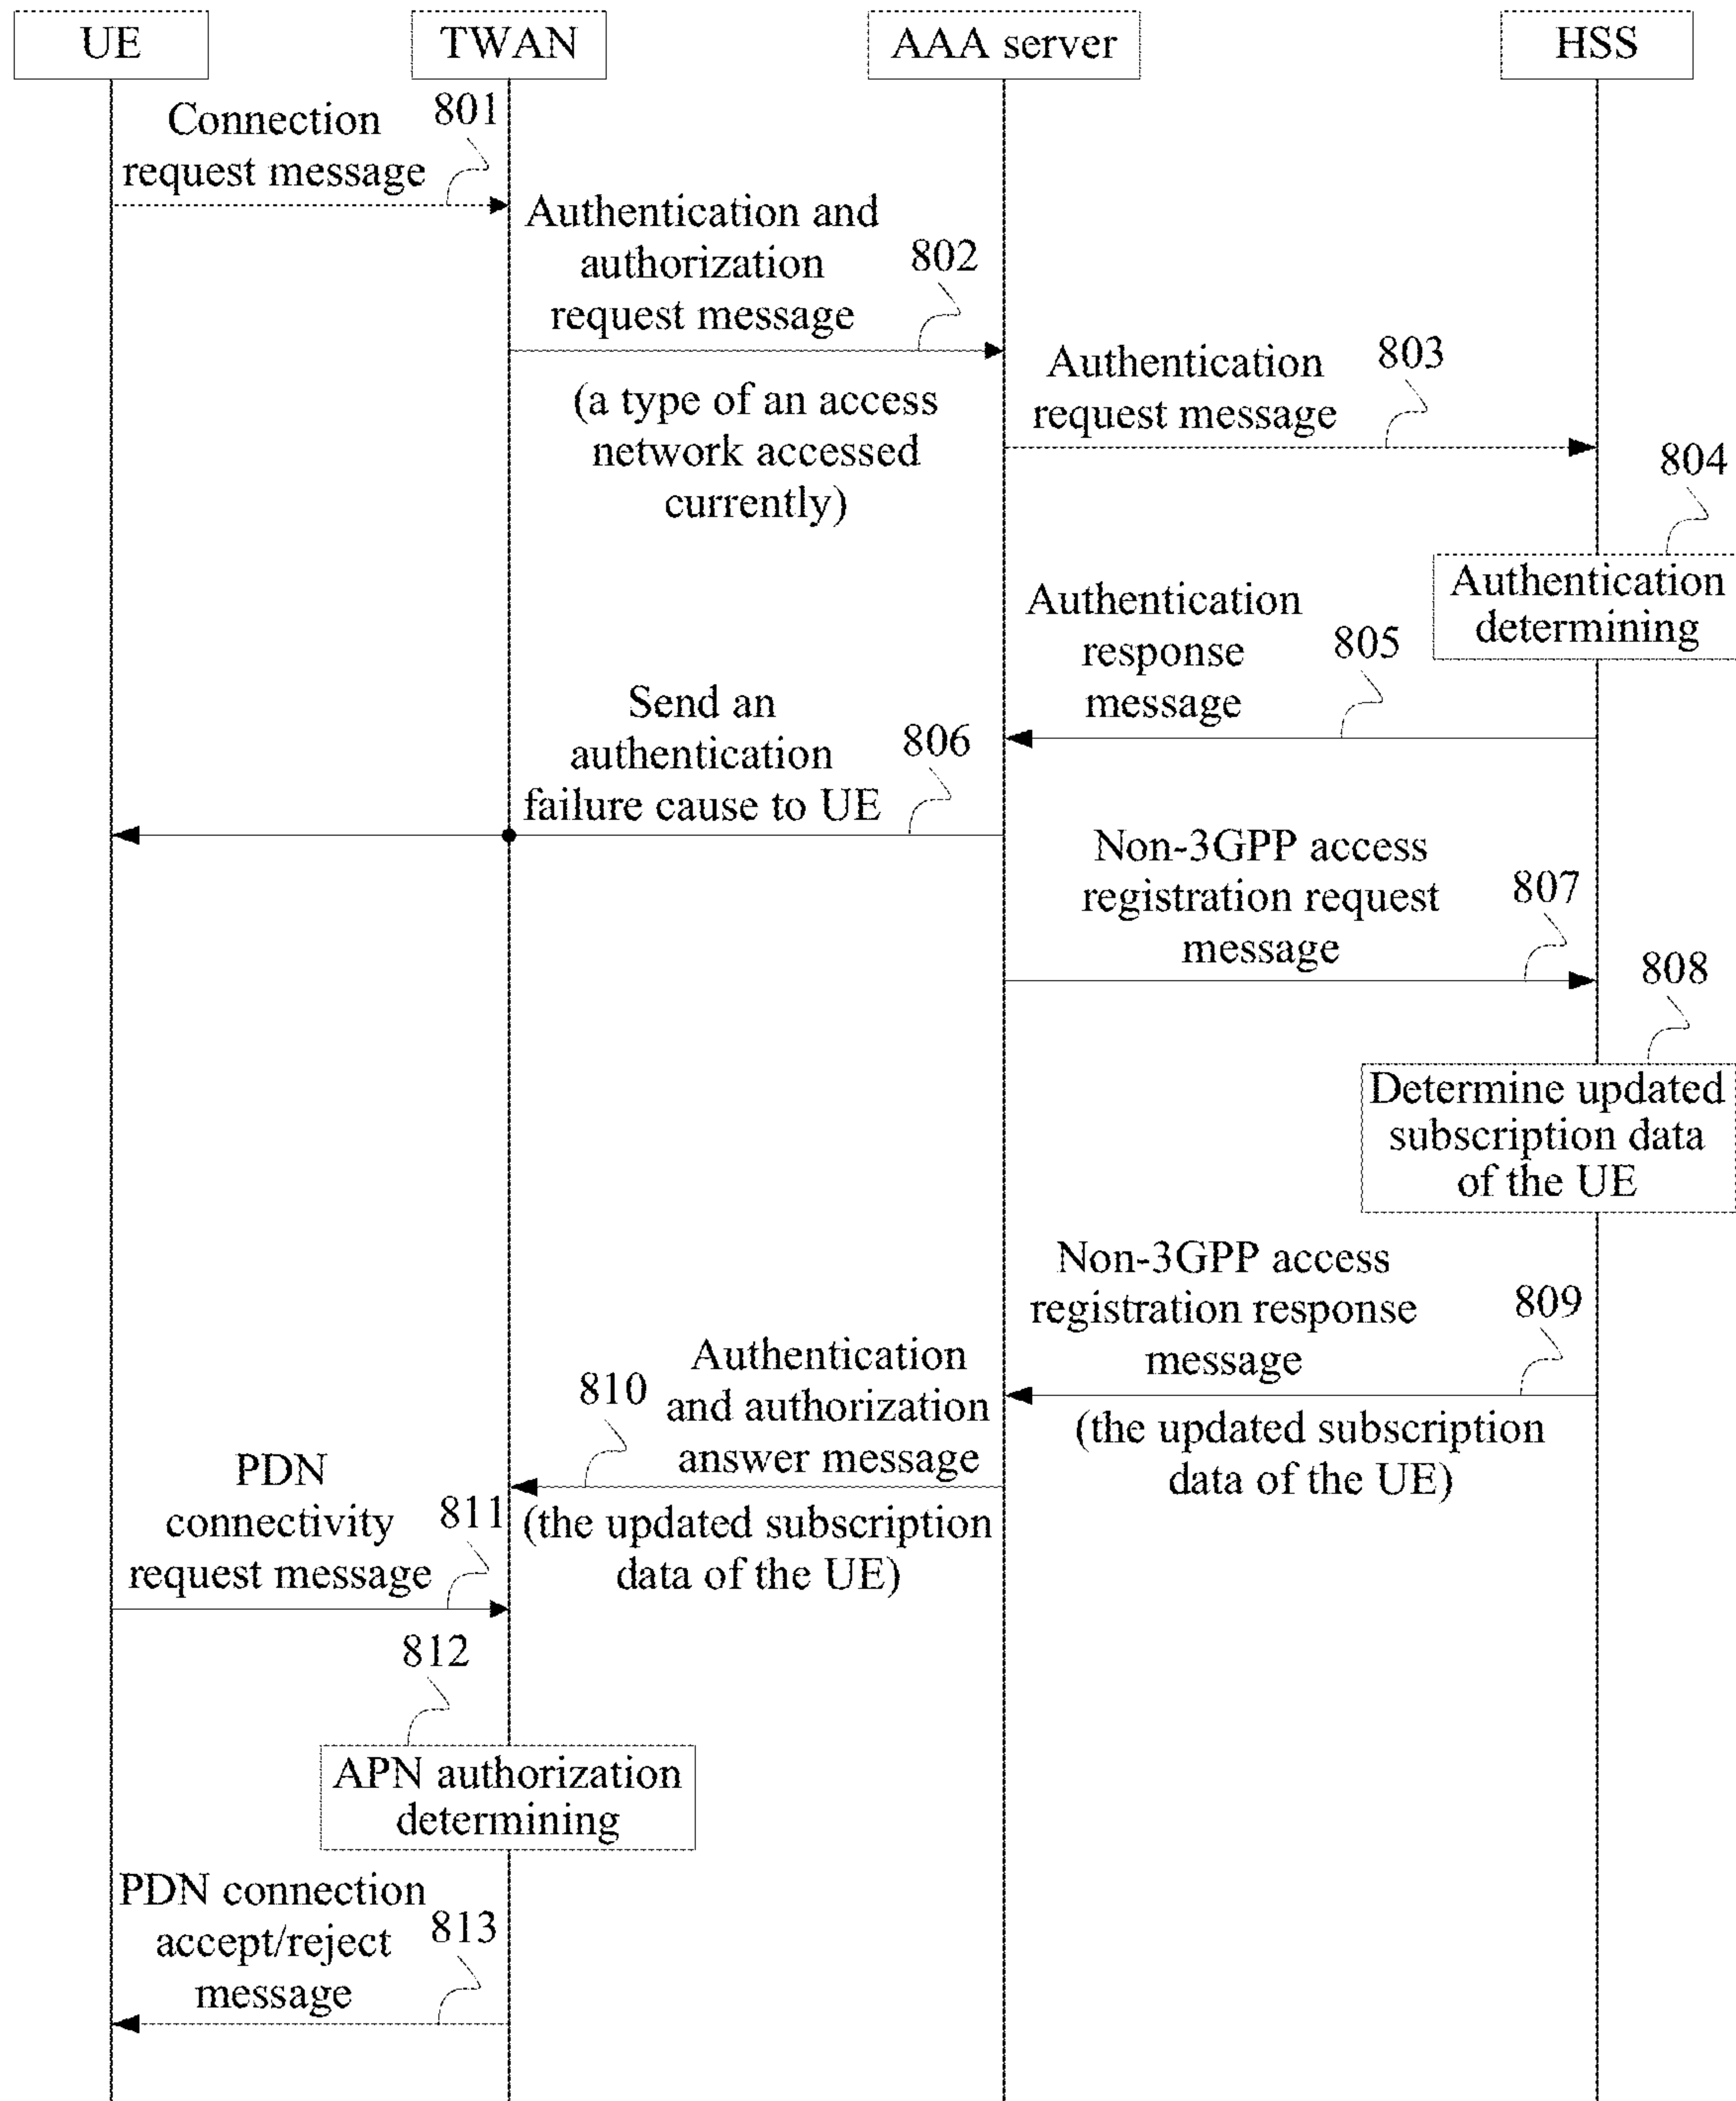 UE
TWAN
AAA server
HSS
Connection
request message
801
Authentication and
authorization
request message
802
(a type of an access
network accessed
currently)
Authentication
request message
803
804
Authentication
determining
Authentication
response
message
805
Send an
authentication
failure cause to UE
806
Non-3GPP access
registration request
message
807
808
Determine updated
subscription data
of the UE
Non-3GPP access
registration response
message
809
(the updated subscription
data of the UE)
Authentication
and authorization
answer message
810
(the updated subscription
data of the UE)
PDN
connectivity
request message
811
812
APN authorization
determining
PDN connection
accept/reject
message
813